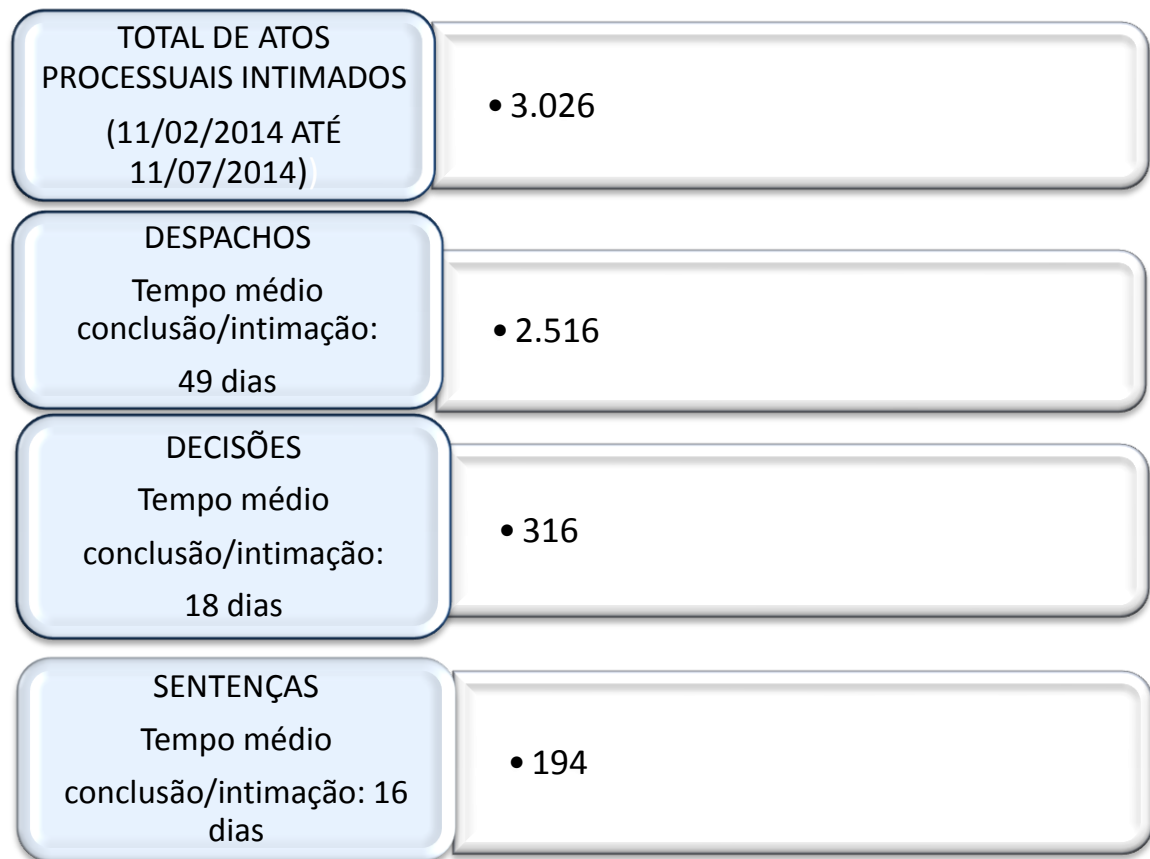 TOTAL DE ATOS
PROCESSUAIS INTIMADOS
(11/02/2014 ATÉ
11/07/2014))
• 3.026
DESPACHOS
Tempo médio
conclusão/intimação:
49 dias
• 2.516
DECISÕES
Tempo médio
conclusão/intimação:
18 dias
• 316
SENTENÇAS
Tempo médio
conclusão/intimação: 16
dias
• 194